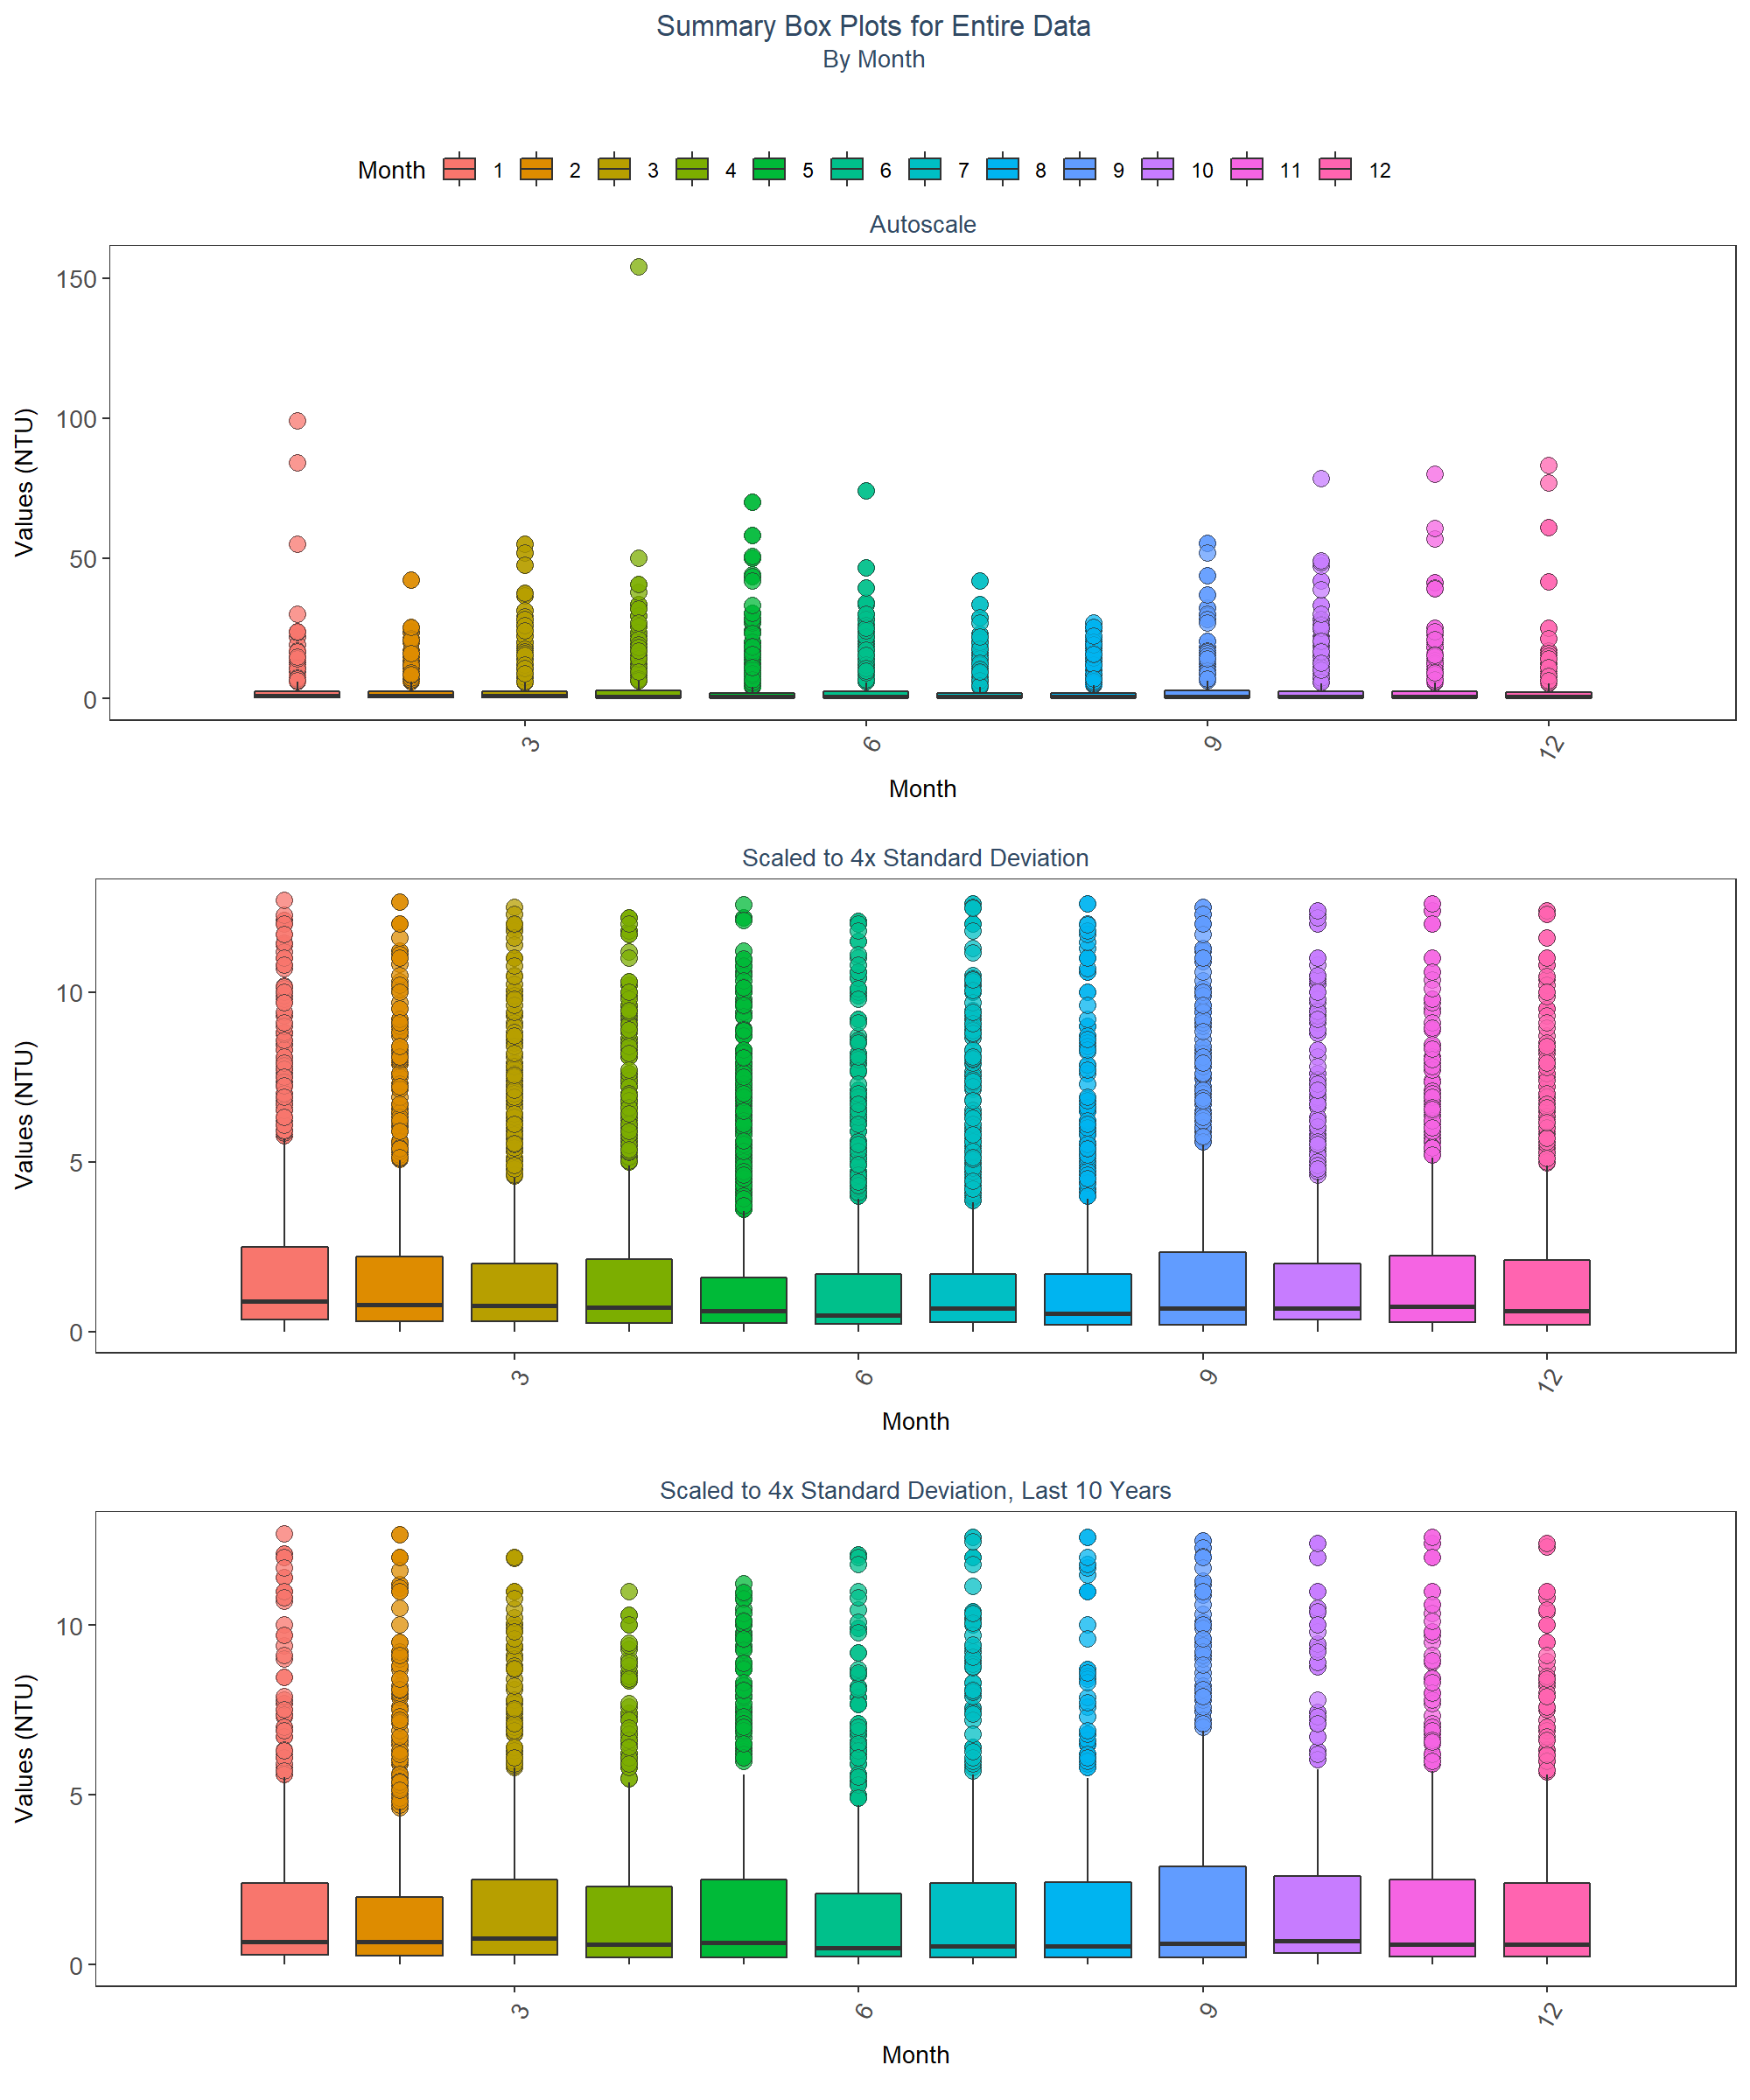 Summary Box Plots for Entire Data
By Month
Month 1 2 3 4 5 6 7 8 9 10 11 12
Autoscale
Values (NTU)
150
100
50
0
3 6 9 12
Month
Scaled to 4x Standard Deviation
Values (NTU)
10
5
0
3 6 9 12
Month
Scaled to 4x Standard Deviation, Last 10 Years
Values (NTU)
10
5
0
3 6 9 12
Month